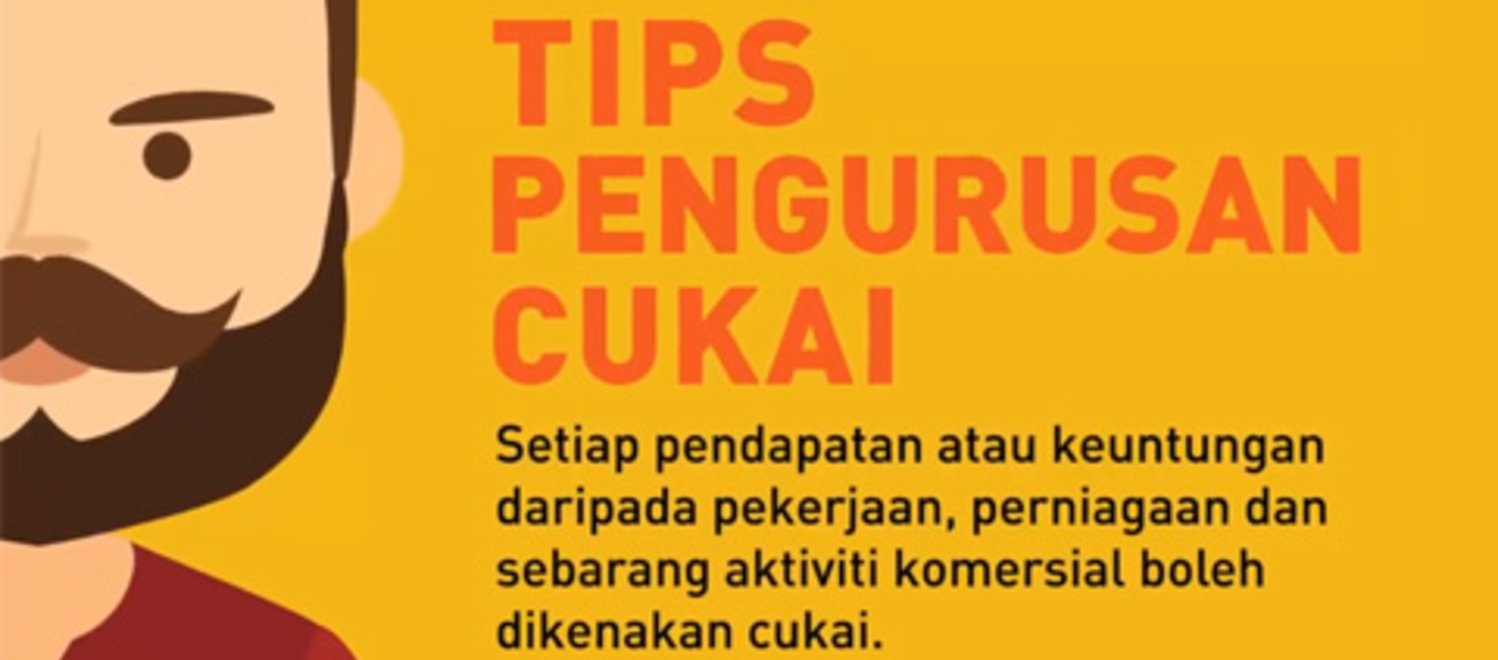 TIPS
PENGURUSAN
CUKAI
Setiap pendapatan atau keuntungan
daripada pekerjaan, perniagaan dan
sebarang aktiviti komersial boleh
dikenakan cukai.